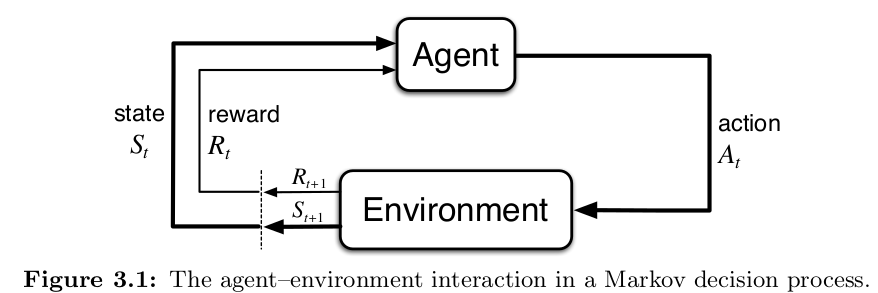 Agent
state
S_t
reward
R_t
action
A_t
R_{t+1}
S_{t+1}
Environment
Figure 3.1: The agent–environment interaction in a Markov decision process.